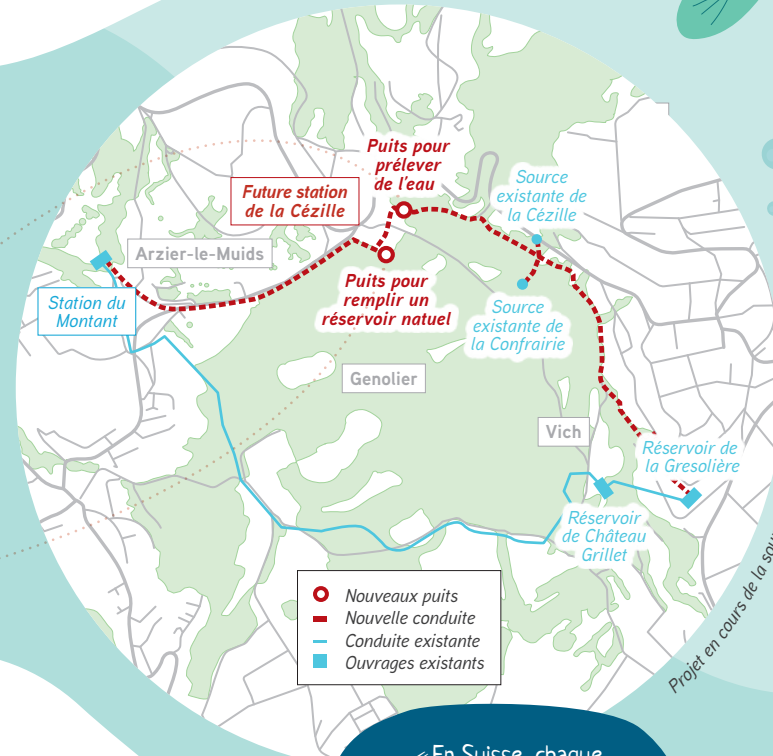 Puits pour
prélever
de l'eau
Future station
de la Cézille
Source
existante de
la Cézille
Arzier-le-Muids
Puits pour
remplir un
réservoir natuel
Station du
Montant
Source
existante de
la Confrairie
Genolier
Vich
Réservoir de
la Gresolière
Réservoir
de Château
Grillet
Nouveaux puits
Nouvelle conduite
Conduite existante
Ouvrages existants
Projet en cours de la sou
« En Suisse, chaque